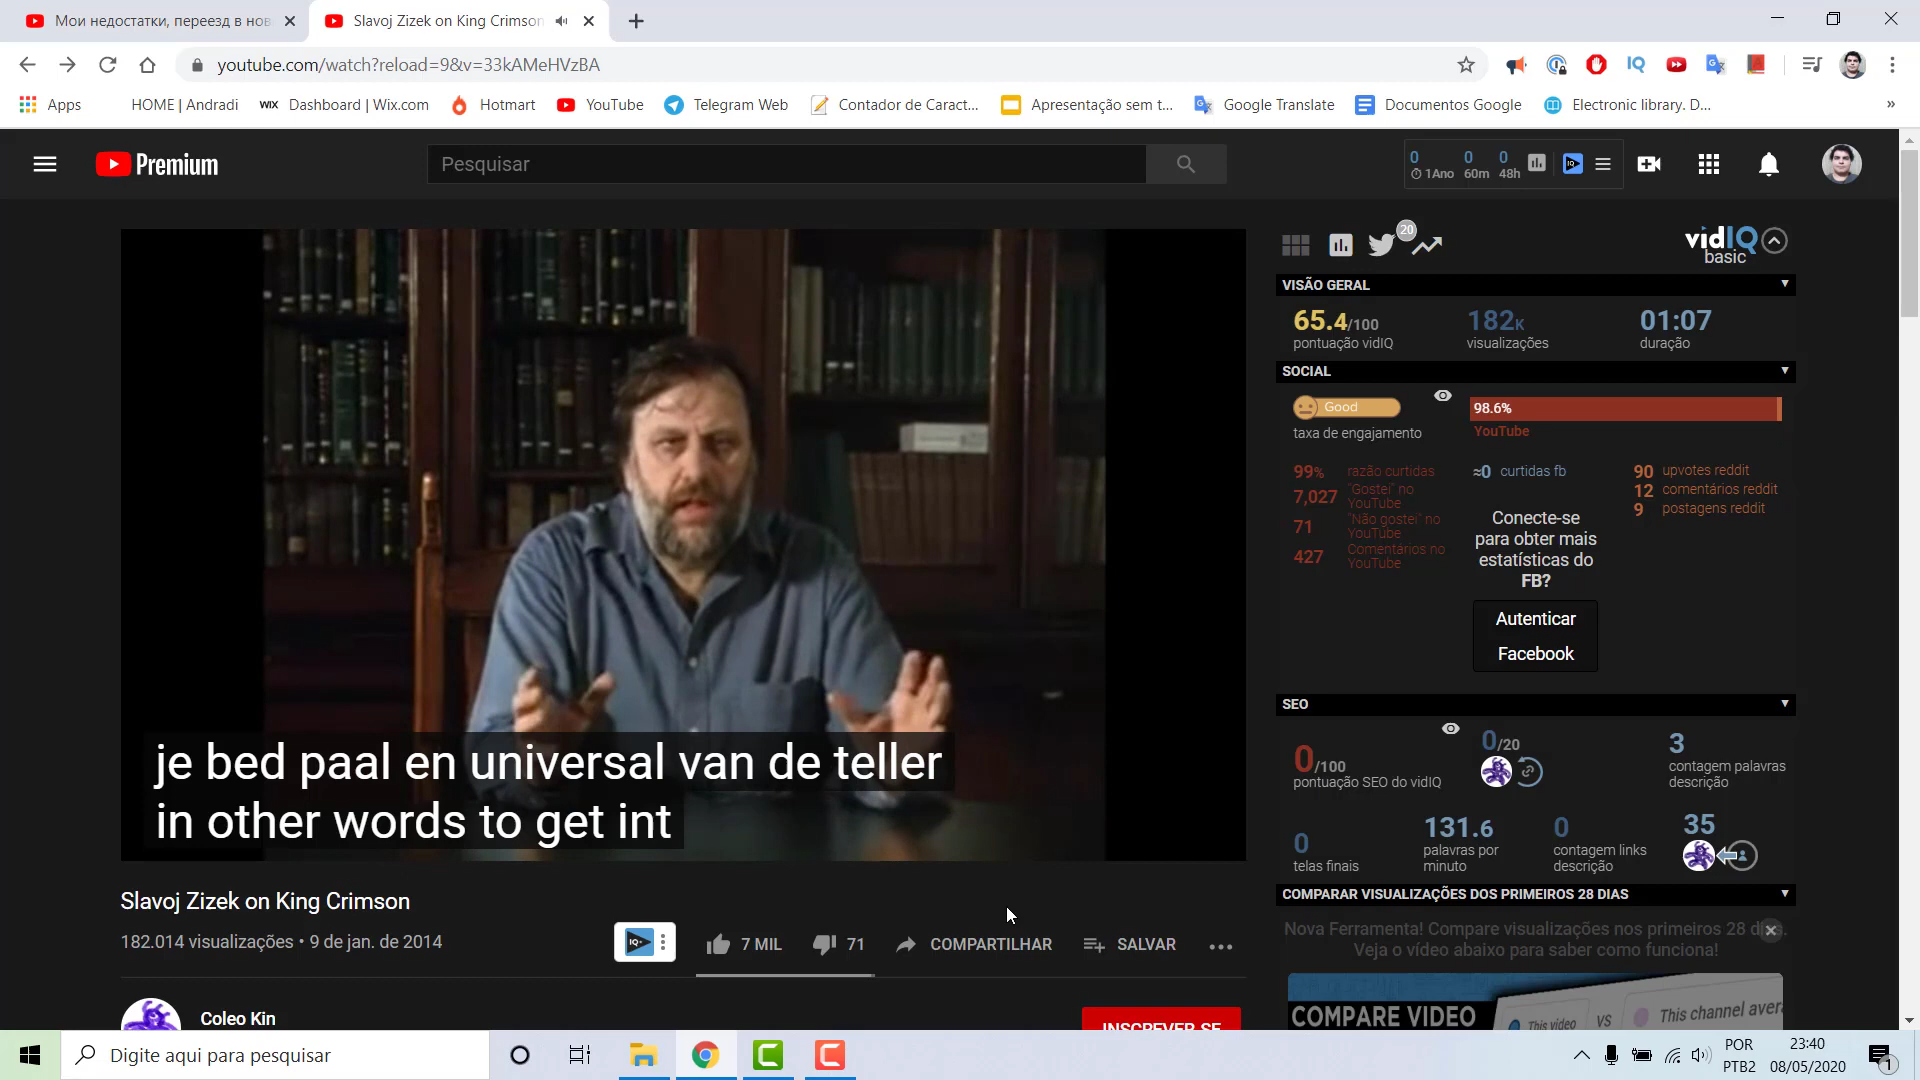 Мои недостатки, переезд в нов
Slavoj Zizek on King Crimson
youtube.com/watch?reload=9&v=33kAMeHVzBA
Apps
HOME | Andradi
WIX Dashboard | Wix.com
Hotmart
YouTube
Telegram Web
Contador de Caract...
Apresentação sem t...
Google Translate
Documentos Google
Electronic library. D...
Premium
Pesquisar
0 0 0
1Ano 60m 48h
20
vidIQ
basic
VISÃO GERAL
65.4/100
pontuação vidIQ
182K
visualizações
01:07
duração
SOCIAL
Good
taxa de engajamento
98.6%
YouTube
99% razão curtidas
7,027 "Gostei" no
YouTube
71 "Não gostei" no
YouTube
427 Comentários no
YouTube
≈0 curtidas fb
90 upvotes reddit
12 comentários reddit
9 postagens reddit
Conecte-se
para obter mais
estatísticas do
FB?
Autenticar
Facebook
SEO
0/100
pontuação SEO do vidIQ
0/20
3
contagem palavras
descrição
0
telas finais
131.6
palavras por
minuto
0
contagem links
descrição
35
COMPARAR VISUALIZAÇÕES DOS PRIMEIROS 28 DIAS
Nova Ferramenta! Compare visualizações nos primeiros 28
Veja o vídeo abaixo para saber como funciona!
COMPARE VIDEO
This video VS This channel aver
je bed paal en universal van de teller
in other words to get int
Slavoj Zizek on King Crimson
182.014 visualizações • 9 de jan. de 2014
7 MIL
71
COMPARTILHAR
SALVAR
Coleo Kin
INSCREVER-SE
Digite aqui para pesquisar
POR
PTB2
23:40
08/05/2020
1